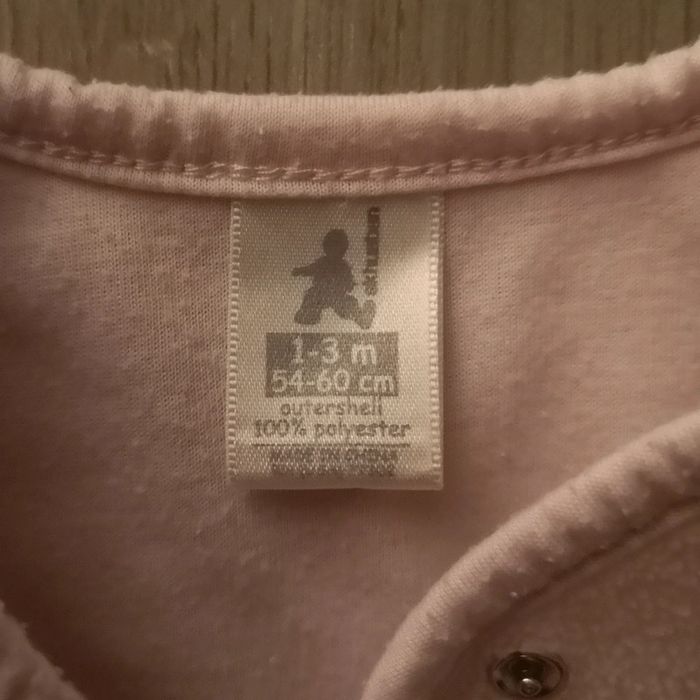 1-3 m
54-60 cm
outershell
100% polyester
MADE IN CHINA